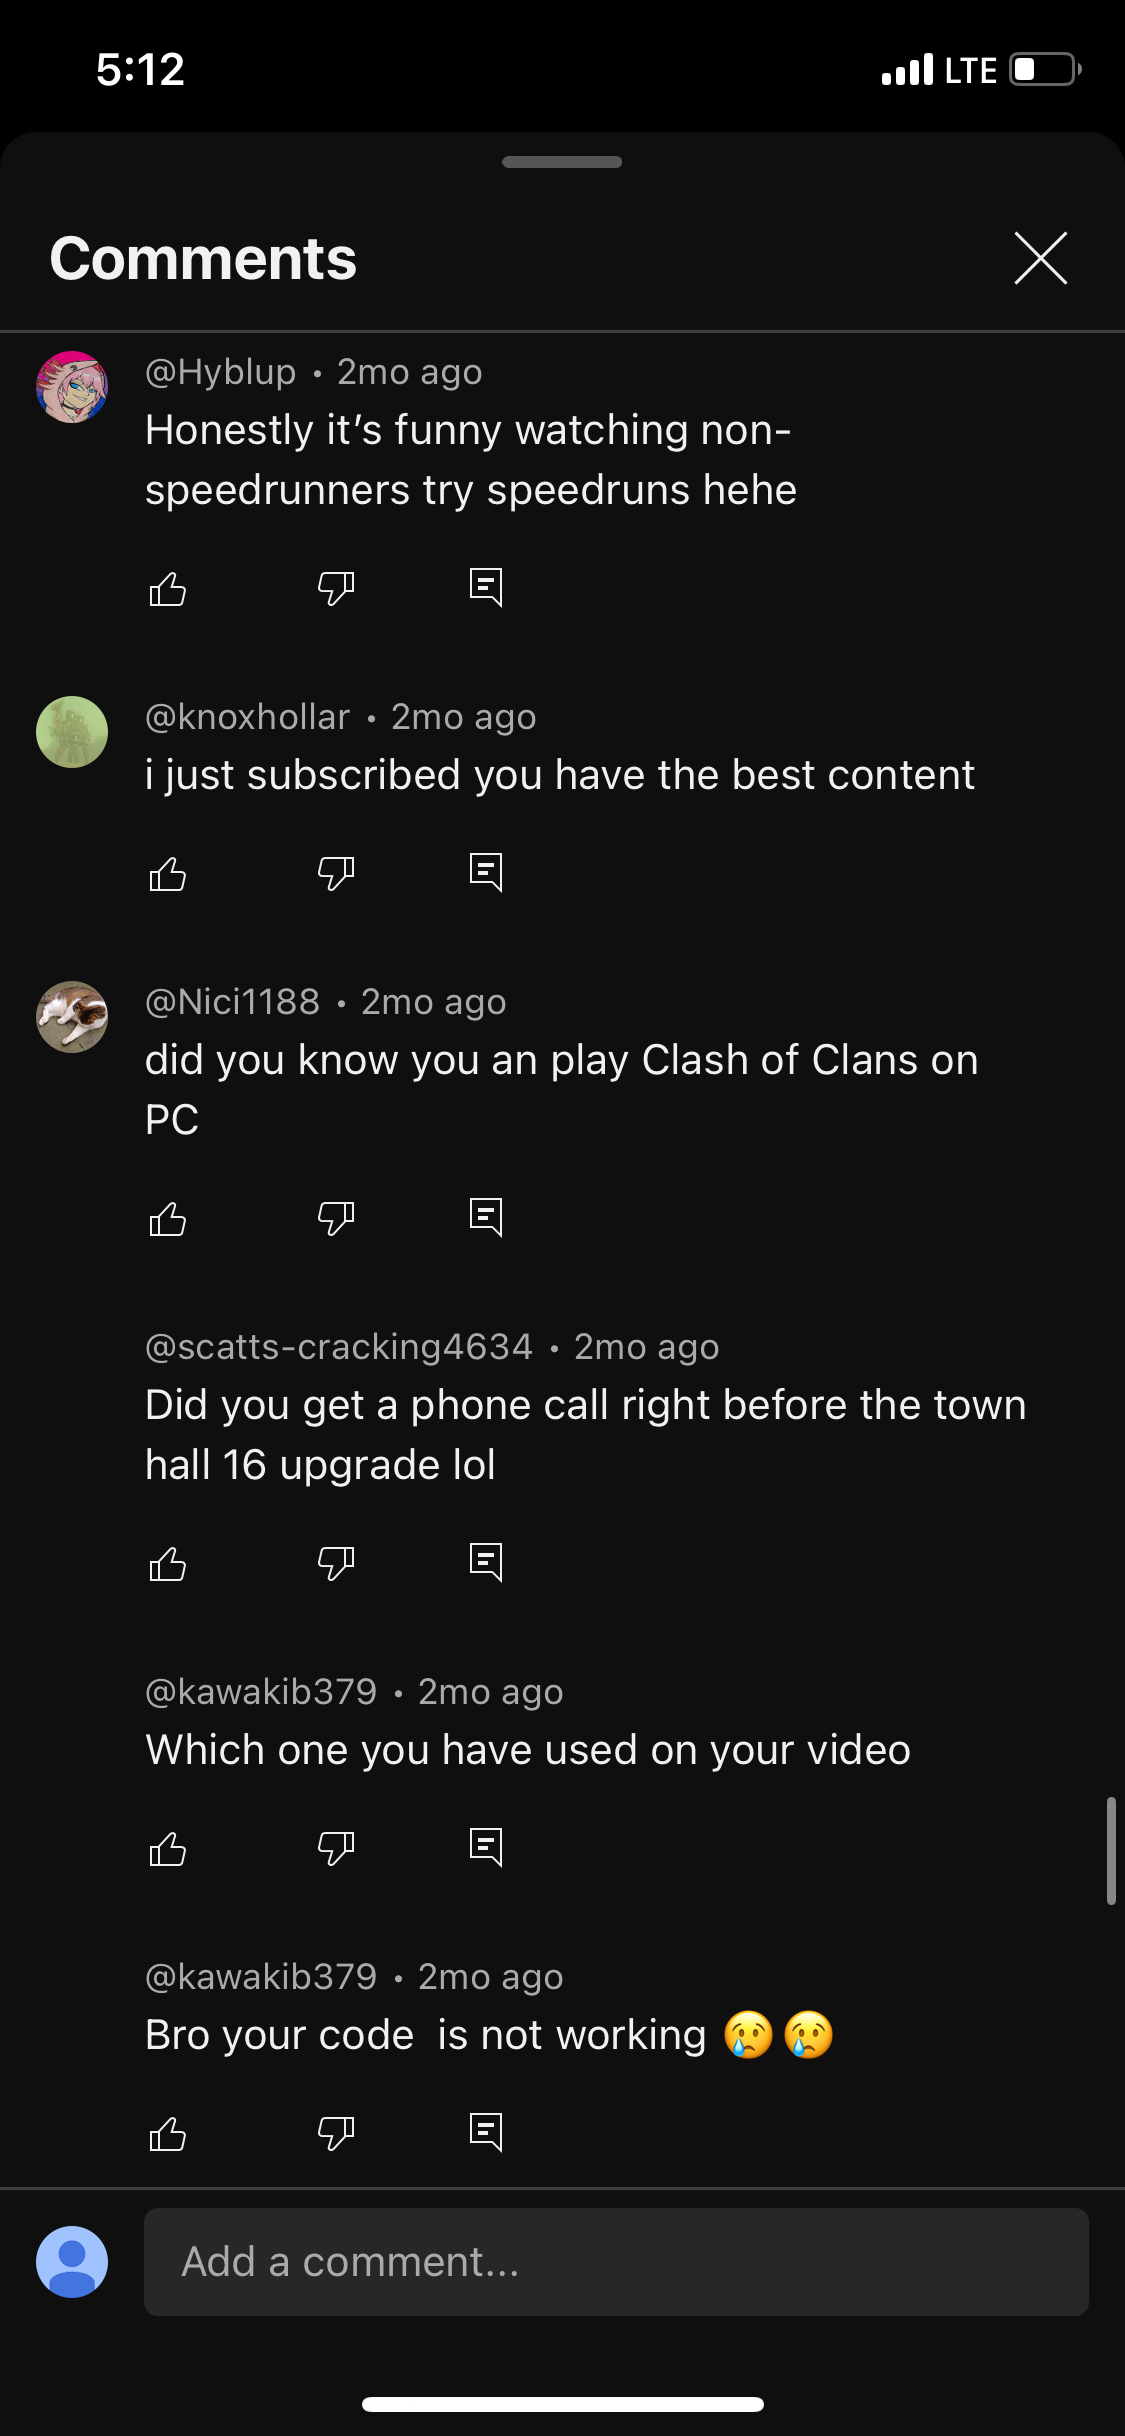 5:12
LTE
Comments
@Hyblup • 2mo ago
Honestly it’s funny watching non-
speedrunners try speedruns hehe
@knoxhollar • 2mo ago
i just subscribed you have the best content
@Nici1188 • 2mo ago
did you know you an play Clash of Clans on
PC
@scatts-cracking4634 • 2mo ago
Did you get a phone call right before the town
hall 16 upgrade lol
@kawakib379 • 2mo ago
Which one you have used on your video
@kawakib379 • 2mo ago
Bro your code  is not working 😢😢
Add a comment...